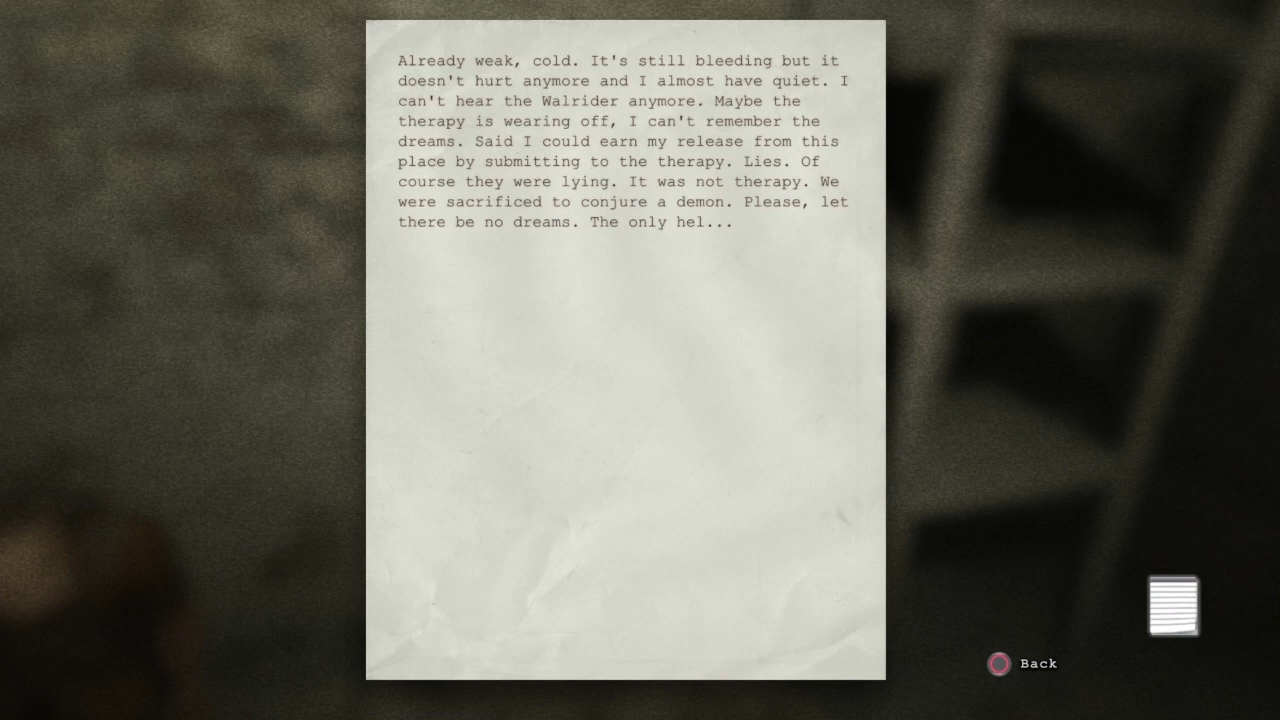 Already weak, cold. It's still bleeding but it
doesn't hurt anymore and I almost have quiet. I
can't hear the Walrider anymore. Maybe the
therapy is wearing off, I can't remember the
dreams. Said I could earn my release from this
place by submitting to the therapy. Lies. Of
course they were lying. It was not therapy. We
were sacrificed to conjure a demon. Please, let
there be no dreams. The only hel...
Back